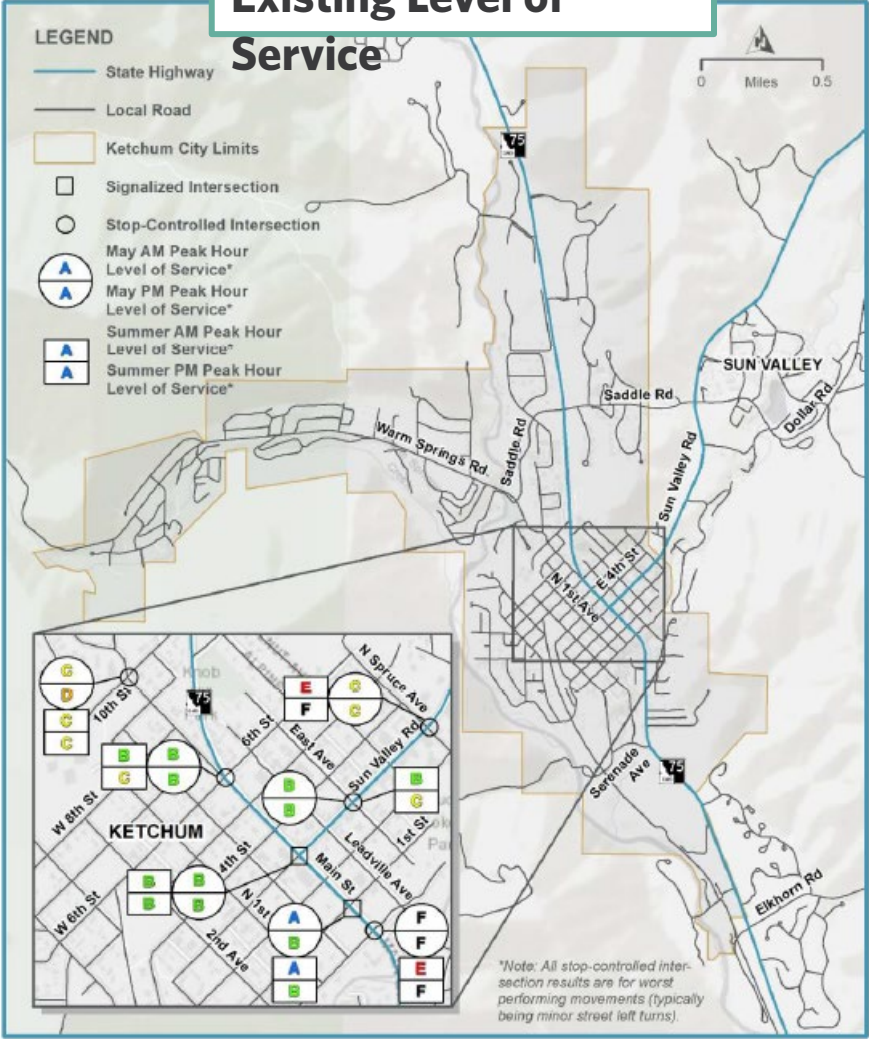 Existing Level of
Service
LEGEND
State Highway
Local Road
Ketchum City Limits
Signalized Intersection
Stop-Controlled Intersection
A
A
May AM Peak Hour
Level of Service*
May PM Peak Hour
Level of Service*
A
A
Summer AM Peak Hour
Level of Service*
Summer PM Peak Hour
Level of Service*
0 Miles 0.5
75
SUN VALLEY
Saddle Rd
Dollar Rd
Saddle Rd
Warm Springs Rd
Sun Valley Rd
E 4th St
N 1st Ave
Serenade
Ave
75
Elkhorn Rd
C
D
C
C
10th St
75
Knob
6th St
East Ave
N Spruce Ave
E
F
C
C
Sun Valley Rd
B
C
B
B
B
B
B
C
1st St
W 8th St
KETCHUM
4th St
Main St
Leadville Ave
B
B
B
B
N 1st
W 6th St
2nd Ave
A
B
A
B
F
F
E
F
*Note: All stop-controlled inter-
section results are for worst
performing movements (typically
being minor street left turns).